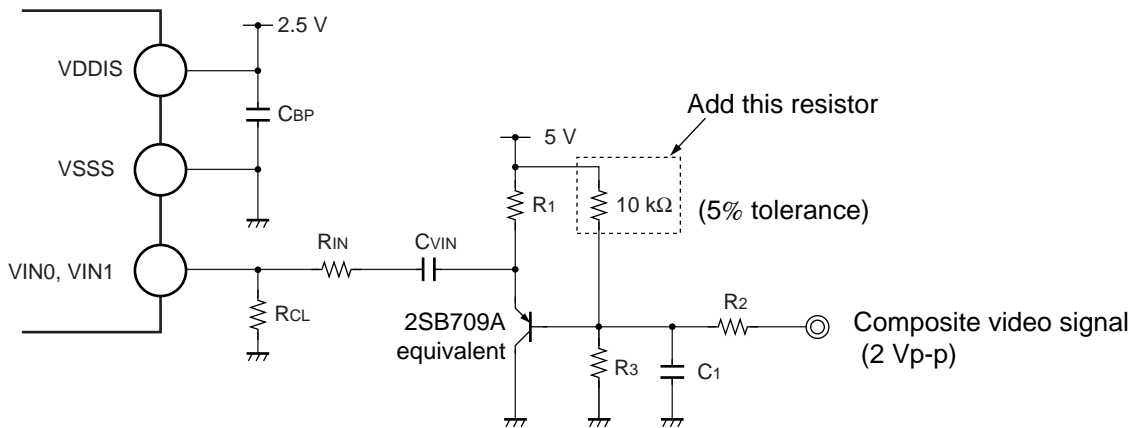 2.5 V
VDDIS
CBP
VSSS
VIN0, VIN1
RCL
RIN
CVIN
5 V
R1
Add this resistor
10 kΩ
(5% tolerance)
2SB709A
equivalent
R3
C1
R2
Composite video signal
(2 Vp-p)